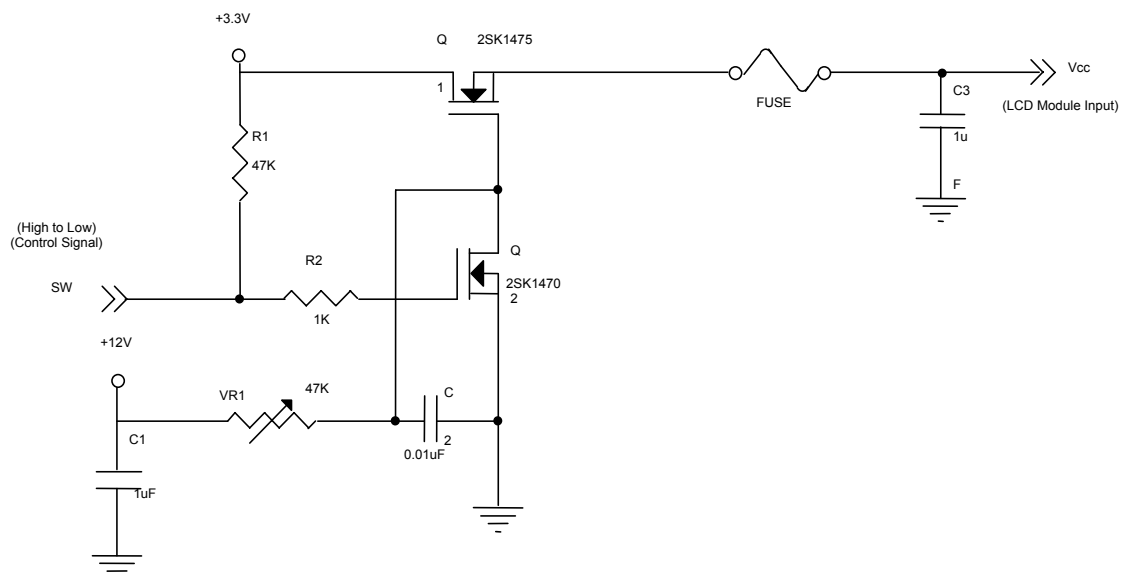 +3.3V
Q 2SK1475
1
FUSE
C3
1u
F
Vcc
(LCD Module Input)
R1
47K
(High to Low)
(Control Signal)
SW
R2
1K
Q
2SK1470
2
+12V
VR1
47K
C
2
0.01uF
C1
1uF